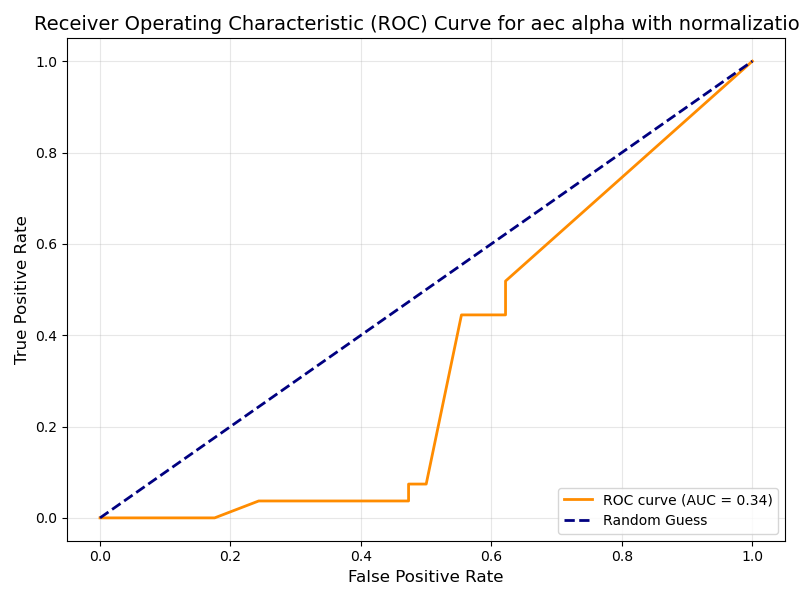 Receiver Operating Characteristic (ROC) Curve for aec alpha with normalizatio
1.0
0.8
0.6
0.4
0.2
0.0
True Positive Rate
ROC curve (AUC = 0.34)
Random Guess
0.0 0.2 0.4 0.6 0.8 1.0
False Positive Rate